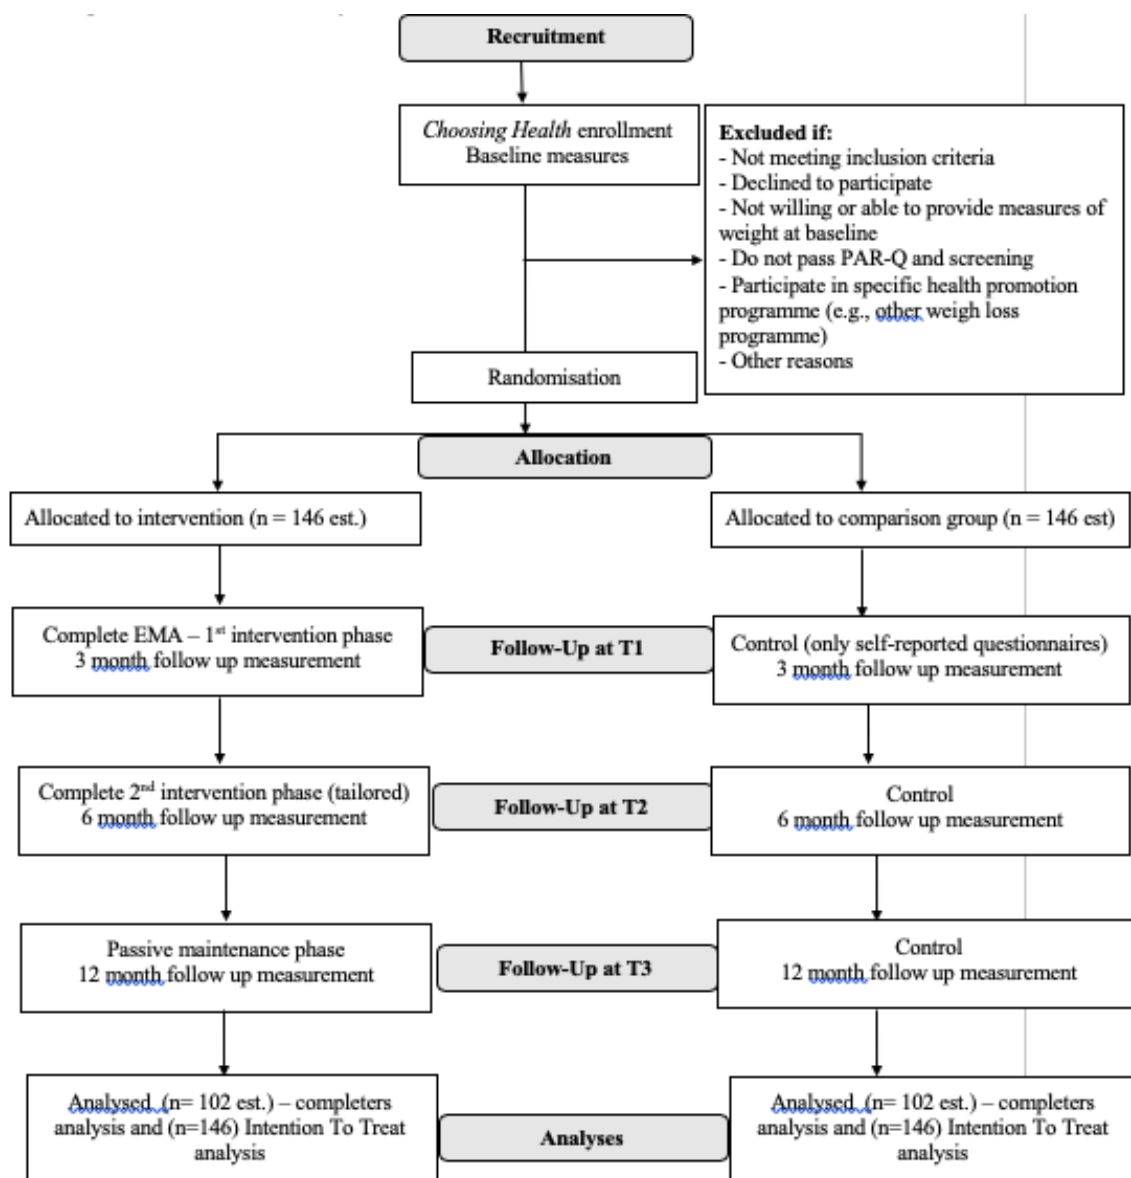 Recruitment
Choosing Health enrollment
Baseline measures
Excluded if:
- Not meeting inclusion criteria
- Declined to participate
- Not willing or able to provide measures of
weight at baseline
- Do not pass PAR-Q and screening
- Participate in specific health promotion
programme (e.g., other weigh loss
programme)
- Other reasons
Randomisation
Allocation
Allocated to intervention (n = 146 est.)
Allocated to comparison group (n = 146 est)
Complete EMA – 1st intervention phase
3 month follow up measurement
Follow-Up at T1
Control (only self-reported questionnaires)
3 month follow up measurement
Complete 2nd intervention phase (tailored)
6 month follow up measurement
Follow-Up at T2
Control
6 month follow up measurement
Passive maintenance phase
12 month follow up measurement
Follow-Up at T3
Control
12 month follow up measurement
Analysed (n= 102 est.) – completers
analysis and (n=146) Intention To Treat
analysis
Analyses
Analysed (n= 102 est.) – completers
analysis and (n=146) Intention To Treat
analysis